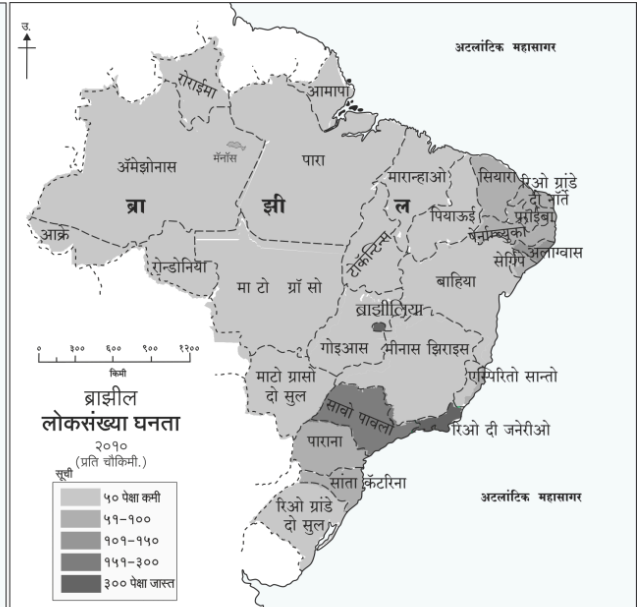 उ.
अटलांटिक महासागर
रोराईमा
आमापा
ॲमेझोनास
मॅनॉस
पारा
मारान्हाओ
सियारा
रिओ ग्रांडे
दी नॉर्ते
ब्रा
झी
ल
पियाऊई
पराईबा
पेर्नाम्ब्युको
आक्रे
रोन्डोनिया
टोकॅन्टिन्स
सेर्गिपे
अलाग्वास
मा टो ग्रॉ सो
बाहिया
ब्राझीलिया
गोइआस
मीनास झिराइस
० ३०० ६०० ९०० १२००
किमी
माटो ग्रासो
दो सुल
एस्पिरितो सान्तो
ब्राझील
लोकसंख्या घनता
२०१०
(प्रति चौकिमी.)
सावो पावलो
रिओ दी जनेरीओ
पाराना
सूची
सांता कॅटरिना
५० पेक्षा कमी
५१–१००
१०१–१५०
१५१–३००
३०० पेक्षा जास्त
रिओ ग्रांडे
दो सुल
अटलांटिक महासागर